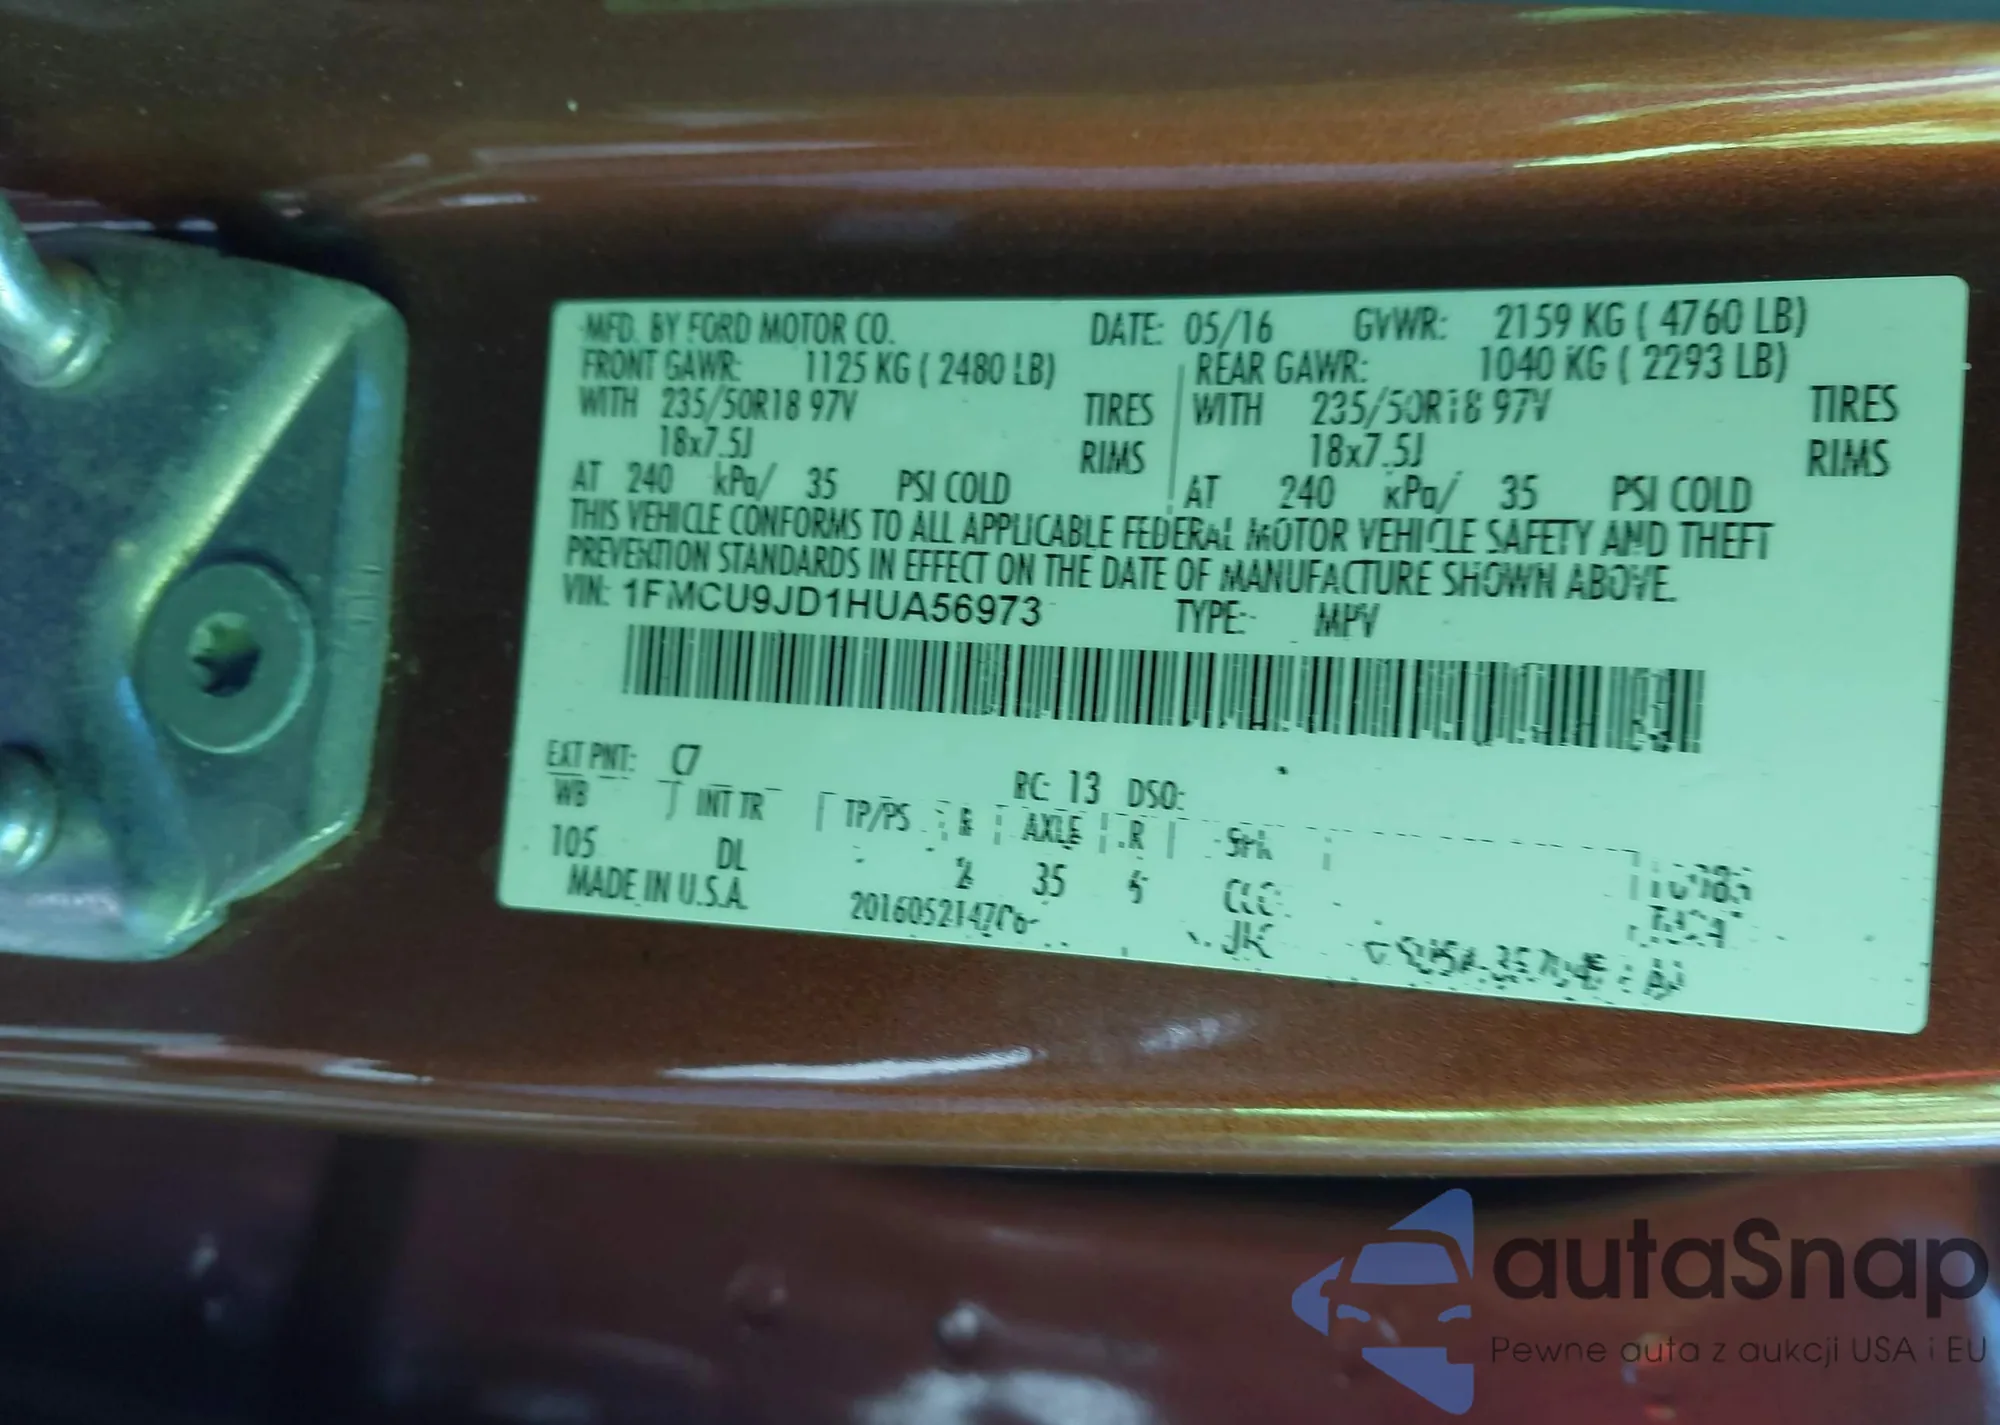 MFD. BY FORD MOTOR CO. DATE: 05/16 GVWR: 2159 KG ( 4760 LB)
FRONT GAWR: 1125 KG ( 2480 LB) REAR GAWR: 1040 KG ( 2293 LB)
WITH 235/50R18 97V TIRES WITH 235/50R18 97V TIRES
18x7.5J RIMS 18x7.5J RIMS
AT 240 kPa/ 35 PSI COLD AT 240 kPa/ 35 PSI COLD
THIS VEHICLE CONFORMS TO ALL APPLICABLE FEDERAL MOTOR VEHICLE SAFETY AND THEFT
PREVENTION STANDARDS IN EFFECT ON THE DATE OF MANUFACTURE SHOWN ABOVE.
VIN: 1FMCU9JD1HUA56973 TYPE: MPV
EXT PNT: C7 RC: 13 DSO:
WB INT TR TP/PS R AXLE R
105 DL 35
MADE IN U.S.A.
autaSnap
Pewne auta z aukcji USA i EU